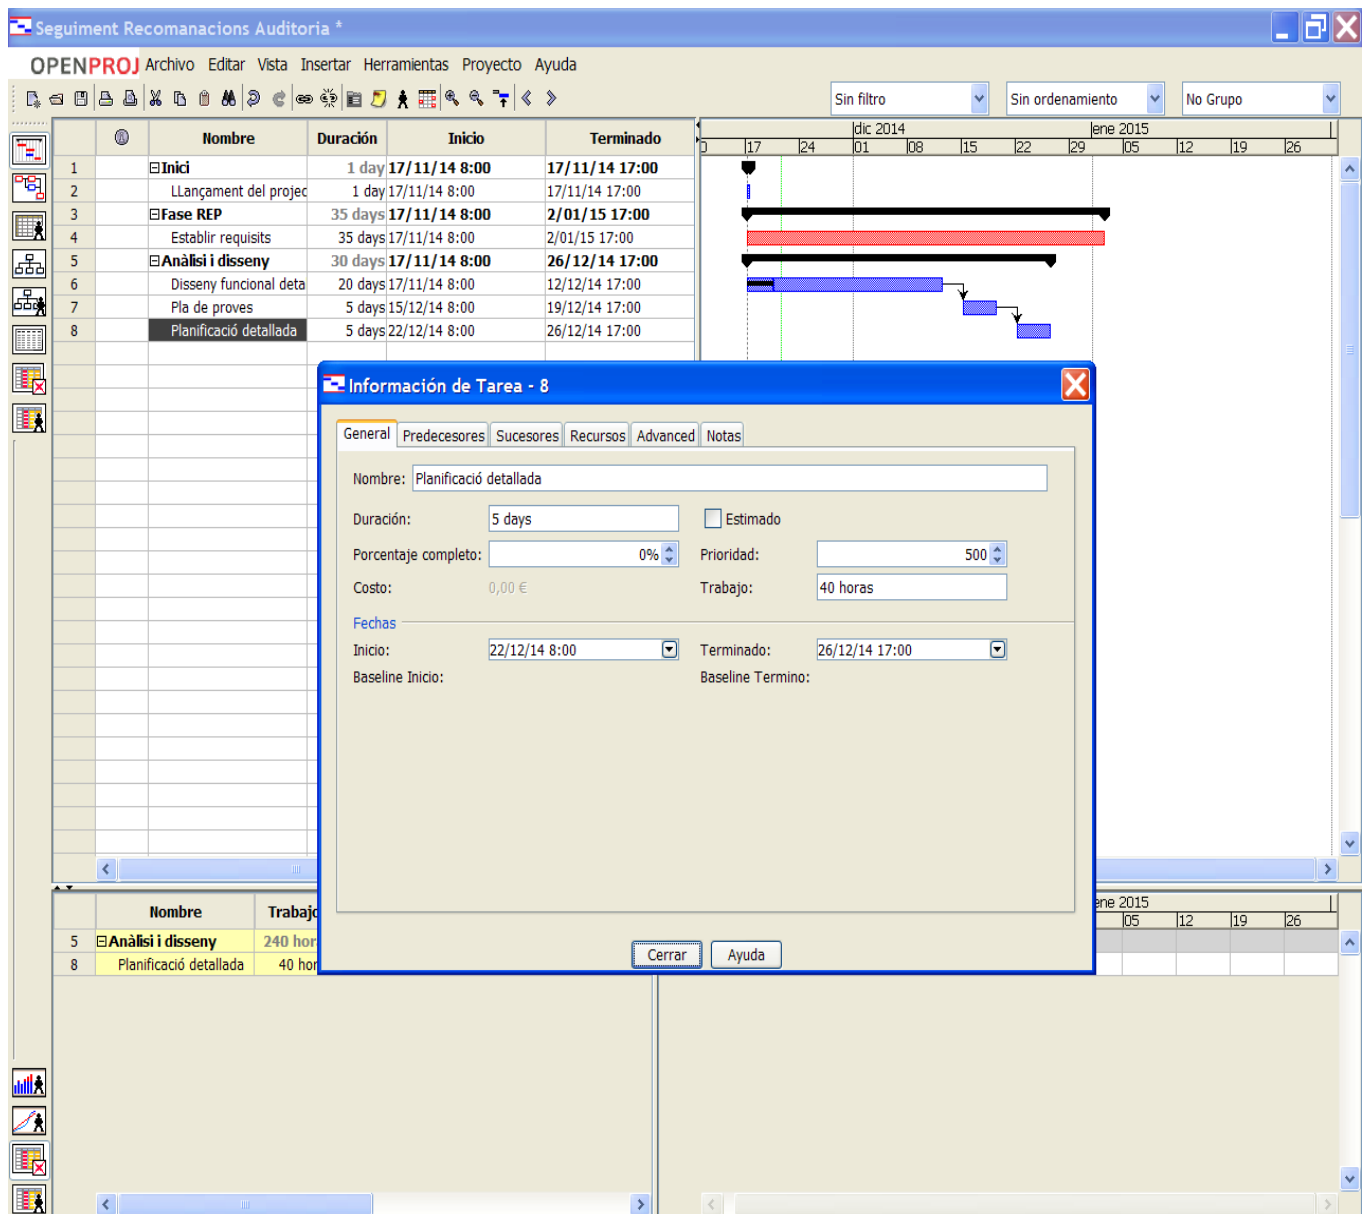 Seguiment Recomanacions Auditoria *
OPENPROJ Archivo Editar Vista Insertar Herramientas Proyecto Ayuda
Sin filtro Sin ordenamiento No Grupo
Nombre Duración Inicio Terminado
dic 2014 ene 2015
17 24 01 08 15 22 29 05 12 19 26
1 Inici 1 day 17/11/14 8:00 17/11/14 17:00
2 LLançament del projec 1 day 17/11/14 8:00 17/11/14 17:00
3 Fase REP 35 days 17/11/14 8:00 2/01/15 17:00
4 Establir requisits 35 days 17/11/14 8:00 2/01/15 17:00
5 Anàlisi i disseny 30 days 17/11/14 8:00 26/12/14 17:00
6 Disseny funcional deta 20 days 17/11/14 8:00 12/12/14 17:00
7 Pla de proves 5 days 15/12/14 8:00 19/12/14 17:00
8 Planificació detallada 5 days 22/12/14 8:00 26/12/14 17:00
Información de Tarea - 8
General Predecesores Sucesores Recursos Advanced Notas
Nombre: Planificació detallada
Duración: 5 days Estimado
Porcentaje completo: 0% Prioridad: 500
Costo: 0,00 € Trabajo: 40 horas
Fechas
Inicio: 22/12/14 8:00 Terminado: 26/12/14 17:00
Baseline Inicio: Baseline Termino:
Cerrar Ayuda
Nombre Trabajo
ene 2015
05 12 19 26
5 Anàlisi i disseny 240 hor
8 Planificació detallada 40 hor